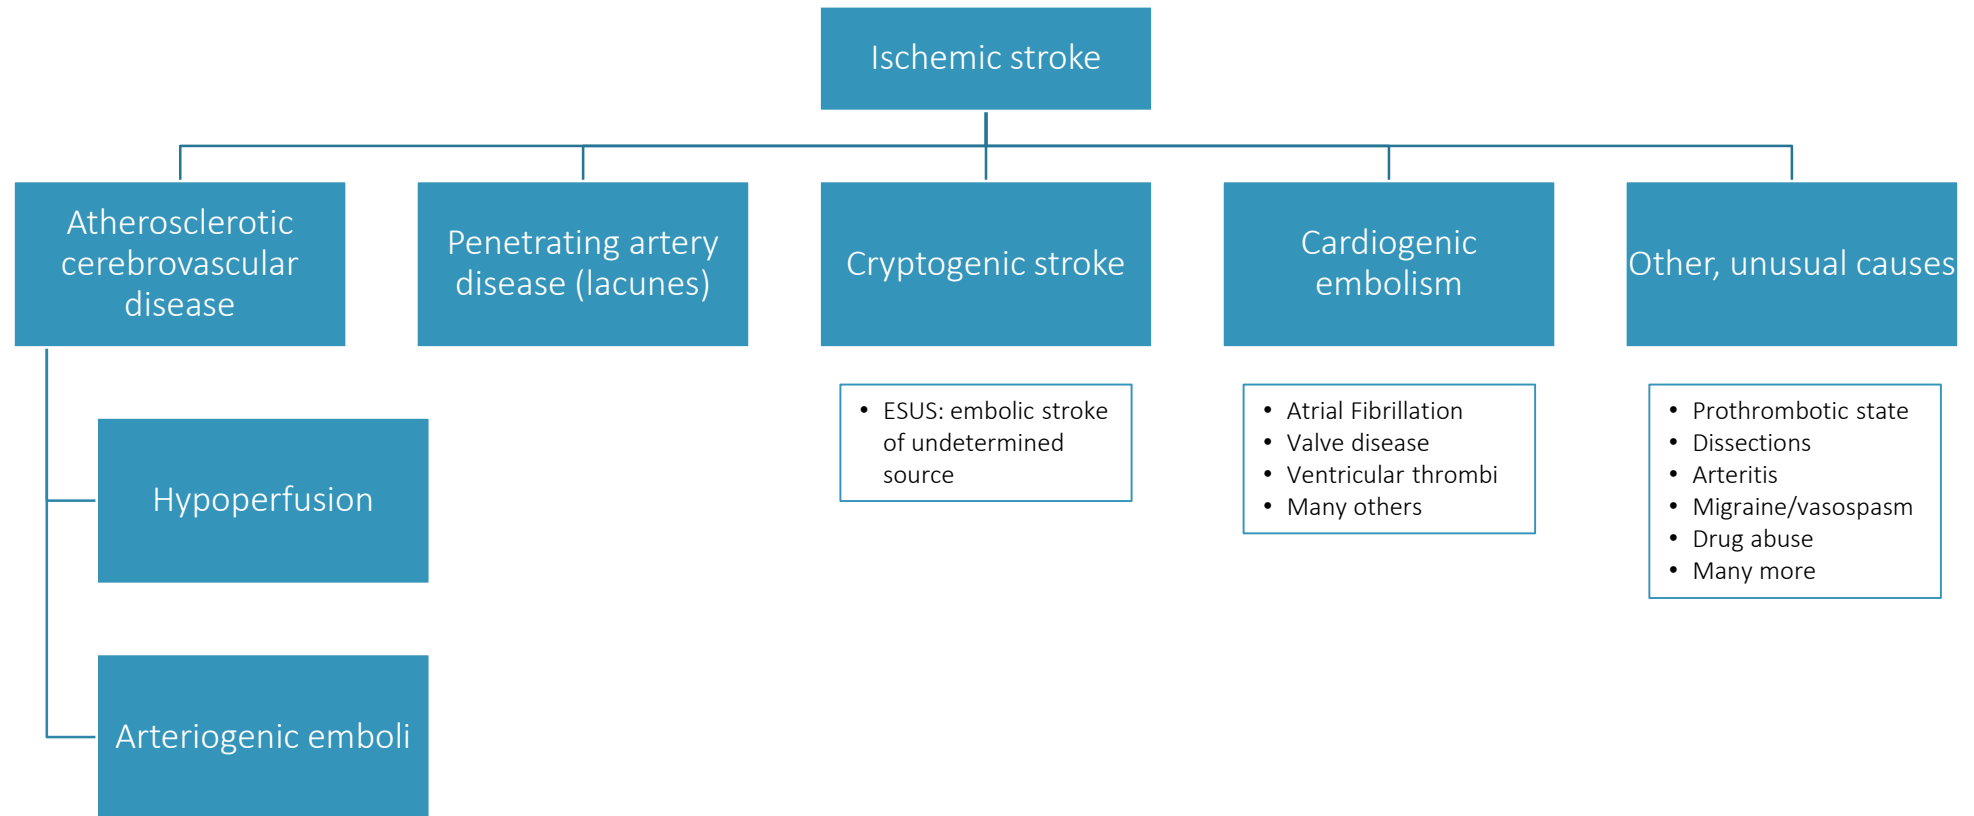 Ischemic stroke
Atherosclerotic
cerebrovascular
disease
Penetrating artery
disease (lacunes)
Cryptogenic stroke
Cardiogenic
embolism
Other, unusual causes
Hypoperfusion
Arteriogenic emboli
• ESUS: embolic stroke
of undetermined
source
• Atrial Fibrillation
• Valve disease
• Ventricular thrombi
• Many others
• Prothrombotic state
• Dissections
• Arteritis
• Migraine/vasospasm
• Drug abuse
• Many more